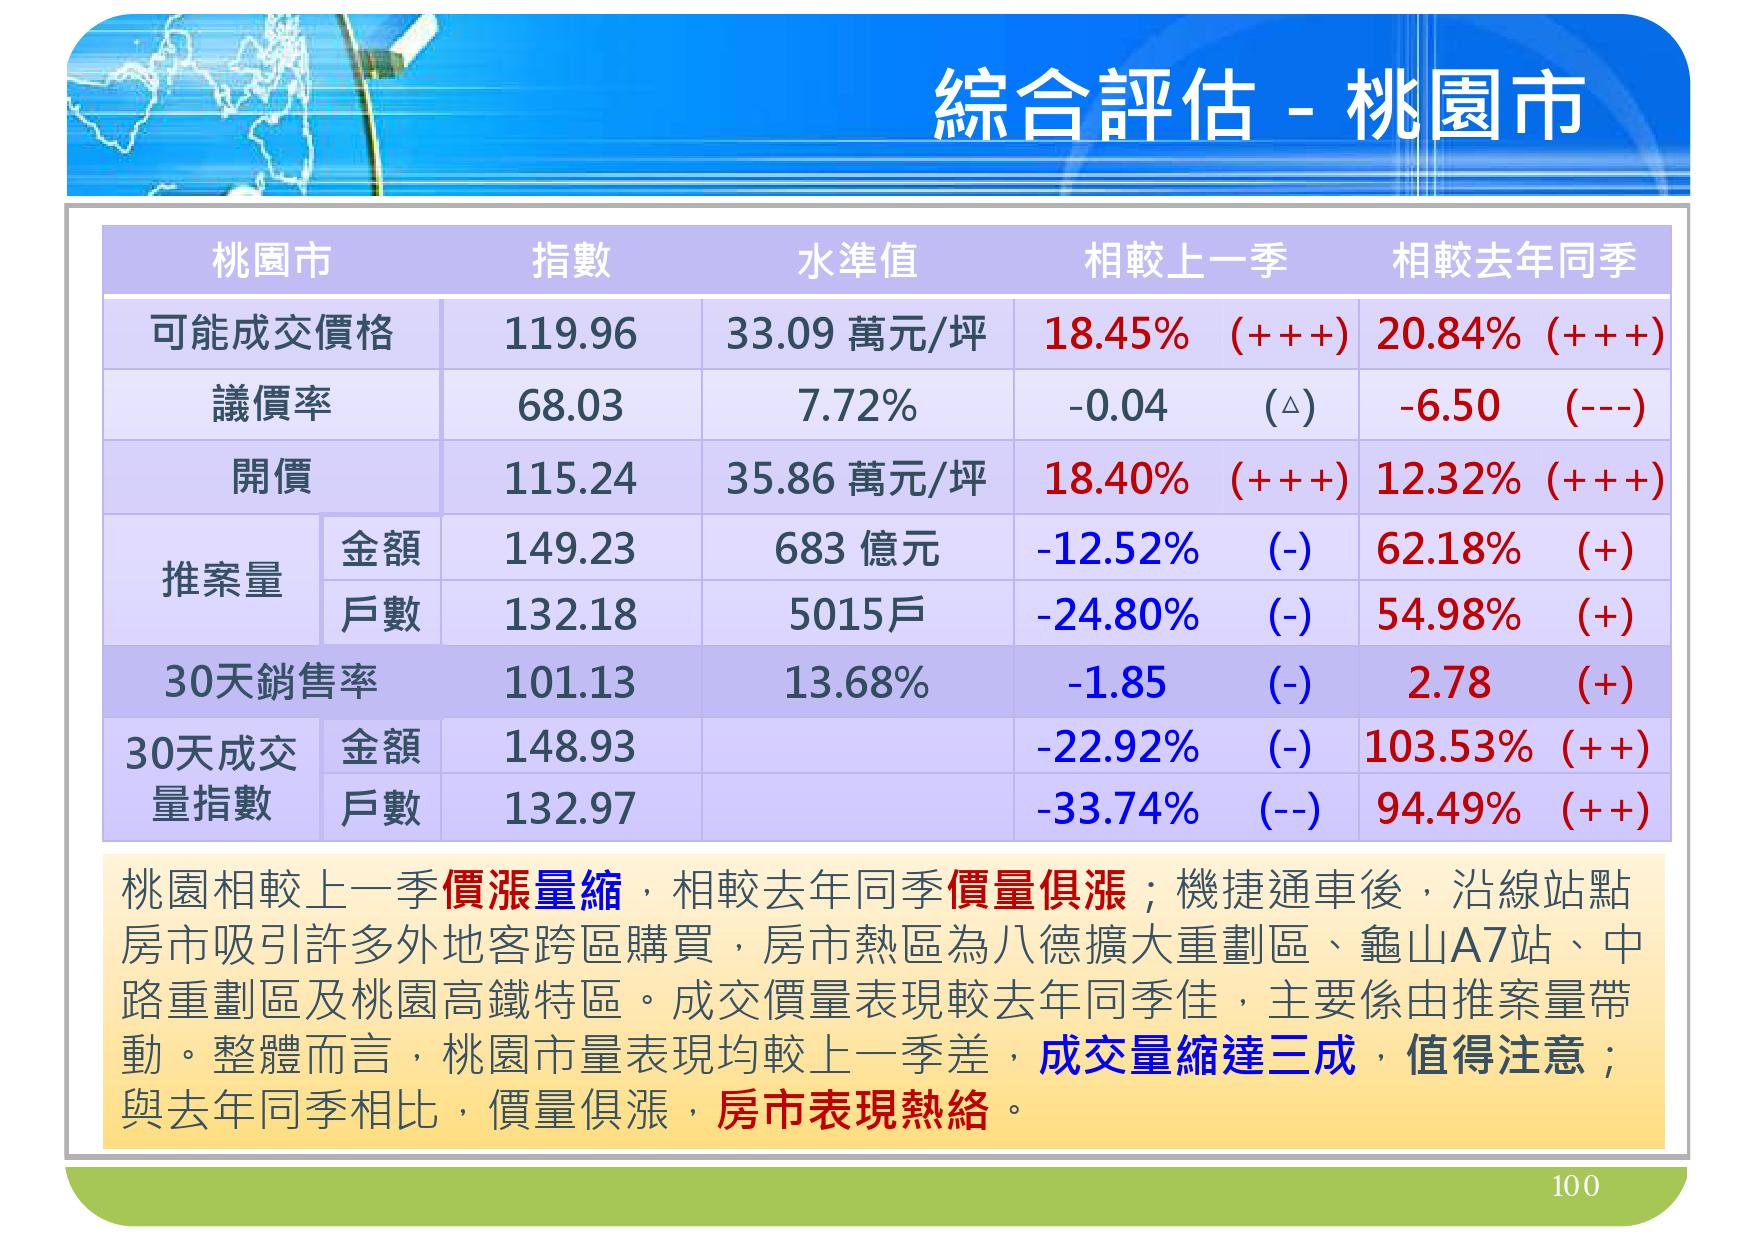 綜合評估 - 桃園市
桃園市 指數 水準值 相較上一季 相較去年同季
可能成交價格 119.96 33.09 萬元/坪 18.45% (+++) 20.84% (+++)
議價率 68.03 7.72% -0.04 (△) -6.50 (---)
開價 115.24 35.86 萬元/坪 18.40% (+++) 12.32% (+++)
推案量 金額 149.23 683 億元 -12.52% (-) 62.18% (+)
戶數 132.18 5015戶 -24.80% (-) 54.98% (+)
30天銷售率 101.13 13.68% -1.85 (-) 2.78 (+)
30天成交
量指數 金額 148.93 -22.92% (-) 103.53% (++)
戶數 132.97 -33.74% (--) 94.49% (++)
桃園相較上一季價漲量縮，相較去年同季價量俱漲；機捷通車後，沿線站點
房市吸引許多外地客跨區購買，房市熱區為八德擴大重劃區、龜山A7站、中
路重劃區及桃園高鐵特區。成交價量表現較去年同季佳，主要係由推案量帶
動。整體而言，桃園市量表現均較上一季差，成交量縮達三成，值得注意；
與去年同季相比，價量俱漲，房市表現熱絡。
100